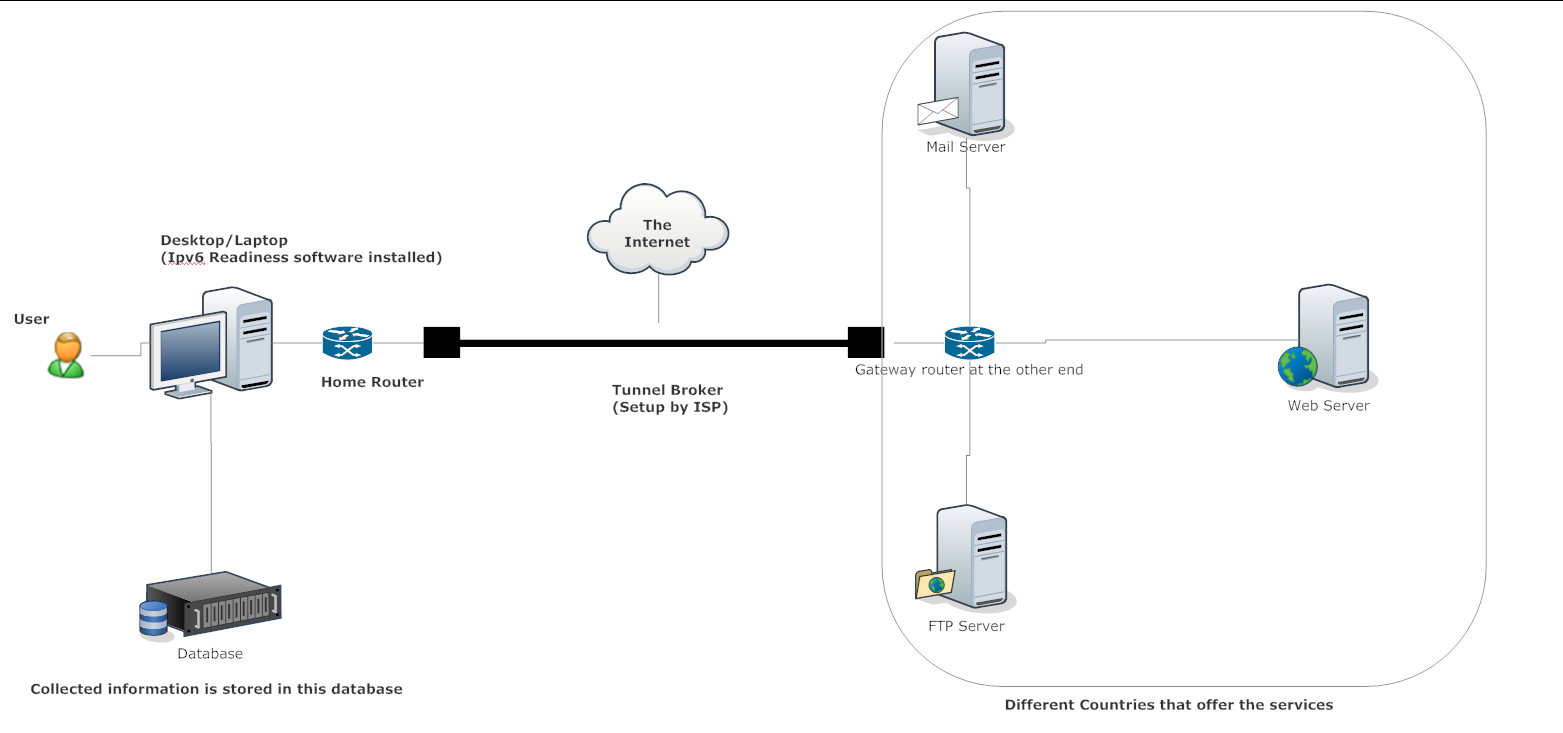 Mail Server
The
Internet
Desktop/Laptop
(Ipv6 Readiness software installed)
User
Home Router
Gateway router at the other end
Tunnel Broker
(Setup by ISP)
Web Server
FTP Server
Database
Collected information is stored in this database
Different Countries that offer the services